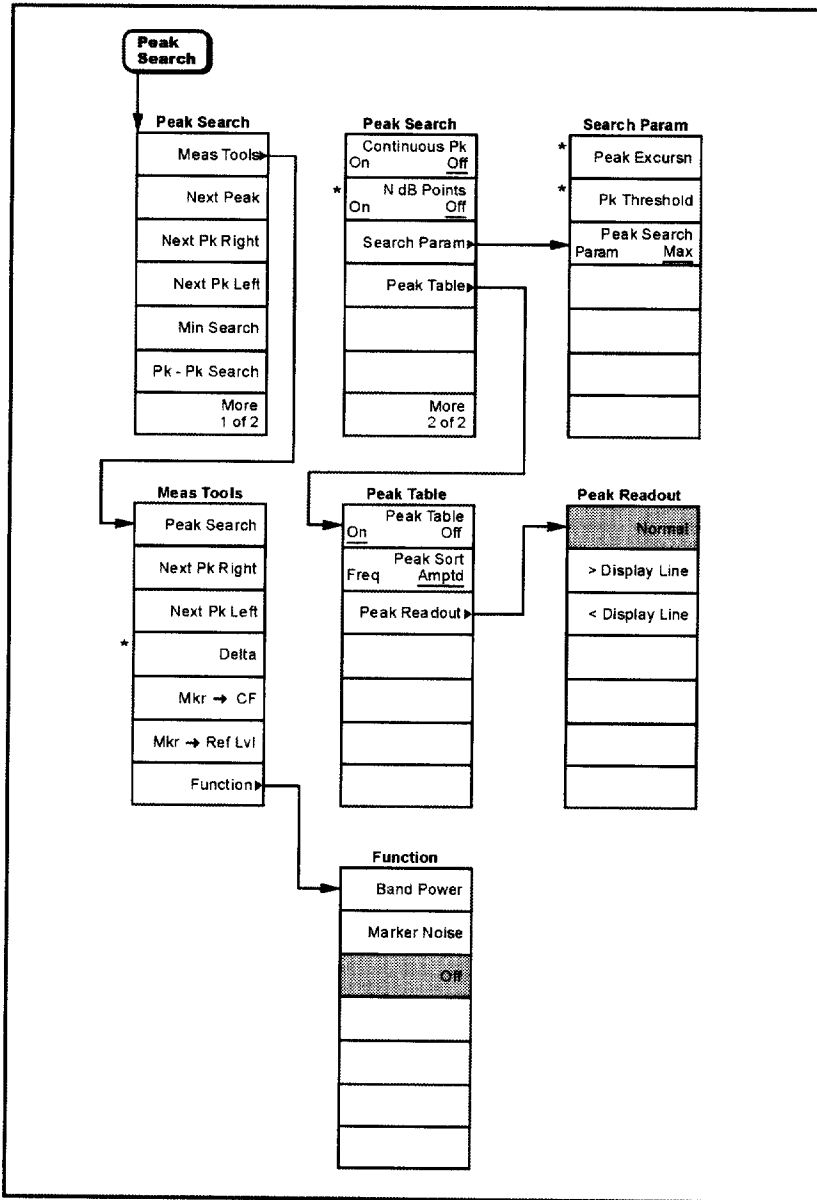 Peak
Search
Peak Search
Meas Tools
Next Peak
Next Pk Right
Next Pk Left
Min Search
Pk - Pk Search
More
1 of 2
Peak Search
Continuous Pk
On Off
* N dB Points
On Off
Search Param
Peak Table
More
2 of 2
Search Param
* Peak Excursn
* Pk Threshold
Peak Search
Param Max
Meas Tools
Peak Search
Next Pk Right
Next Pk Left
* Delta
Mkr → CF
Mkr → Ref Lvl
Function
Peak Table
Peak Table
On Off
Peak Sort
Freq Amptd
Peak Readout
Peak Readout
Normal
> Display Line
< Display Line
Function
Band Power
Marker Noise
Off